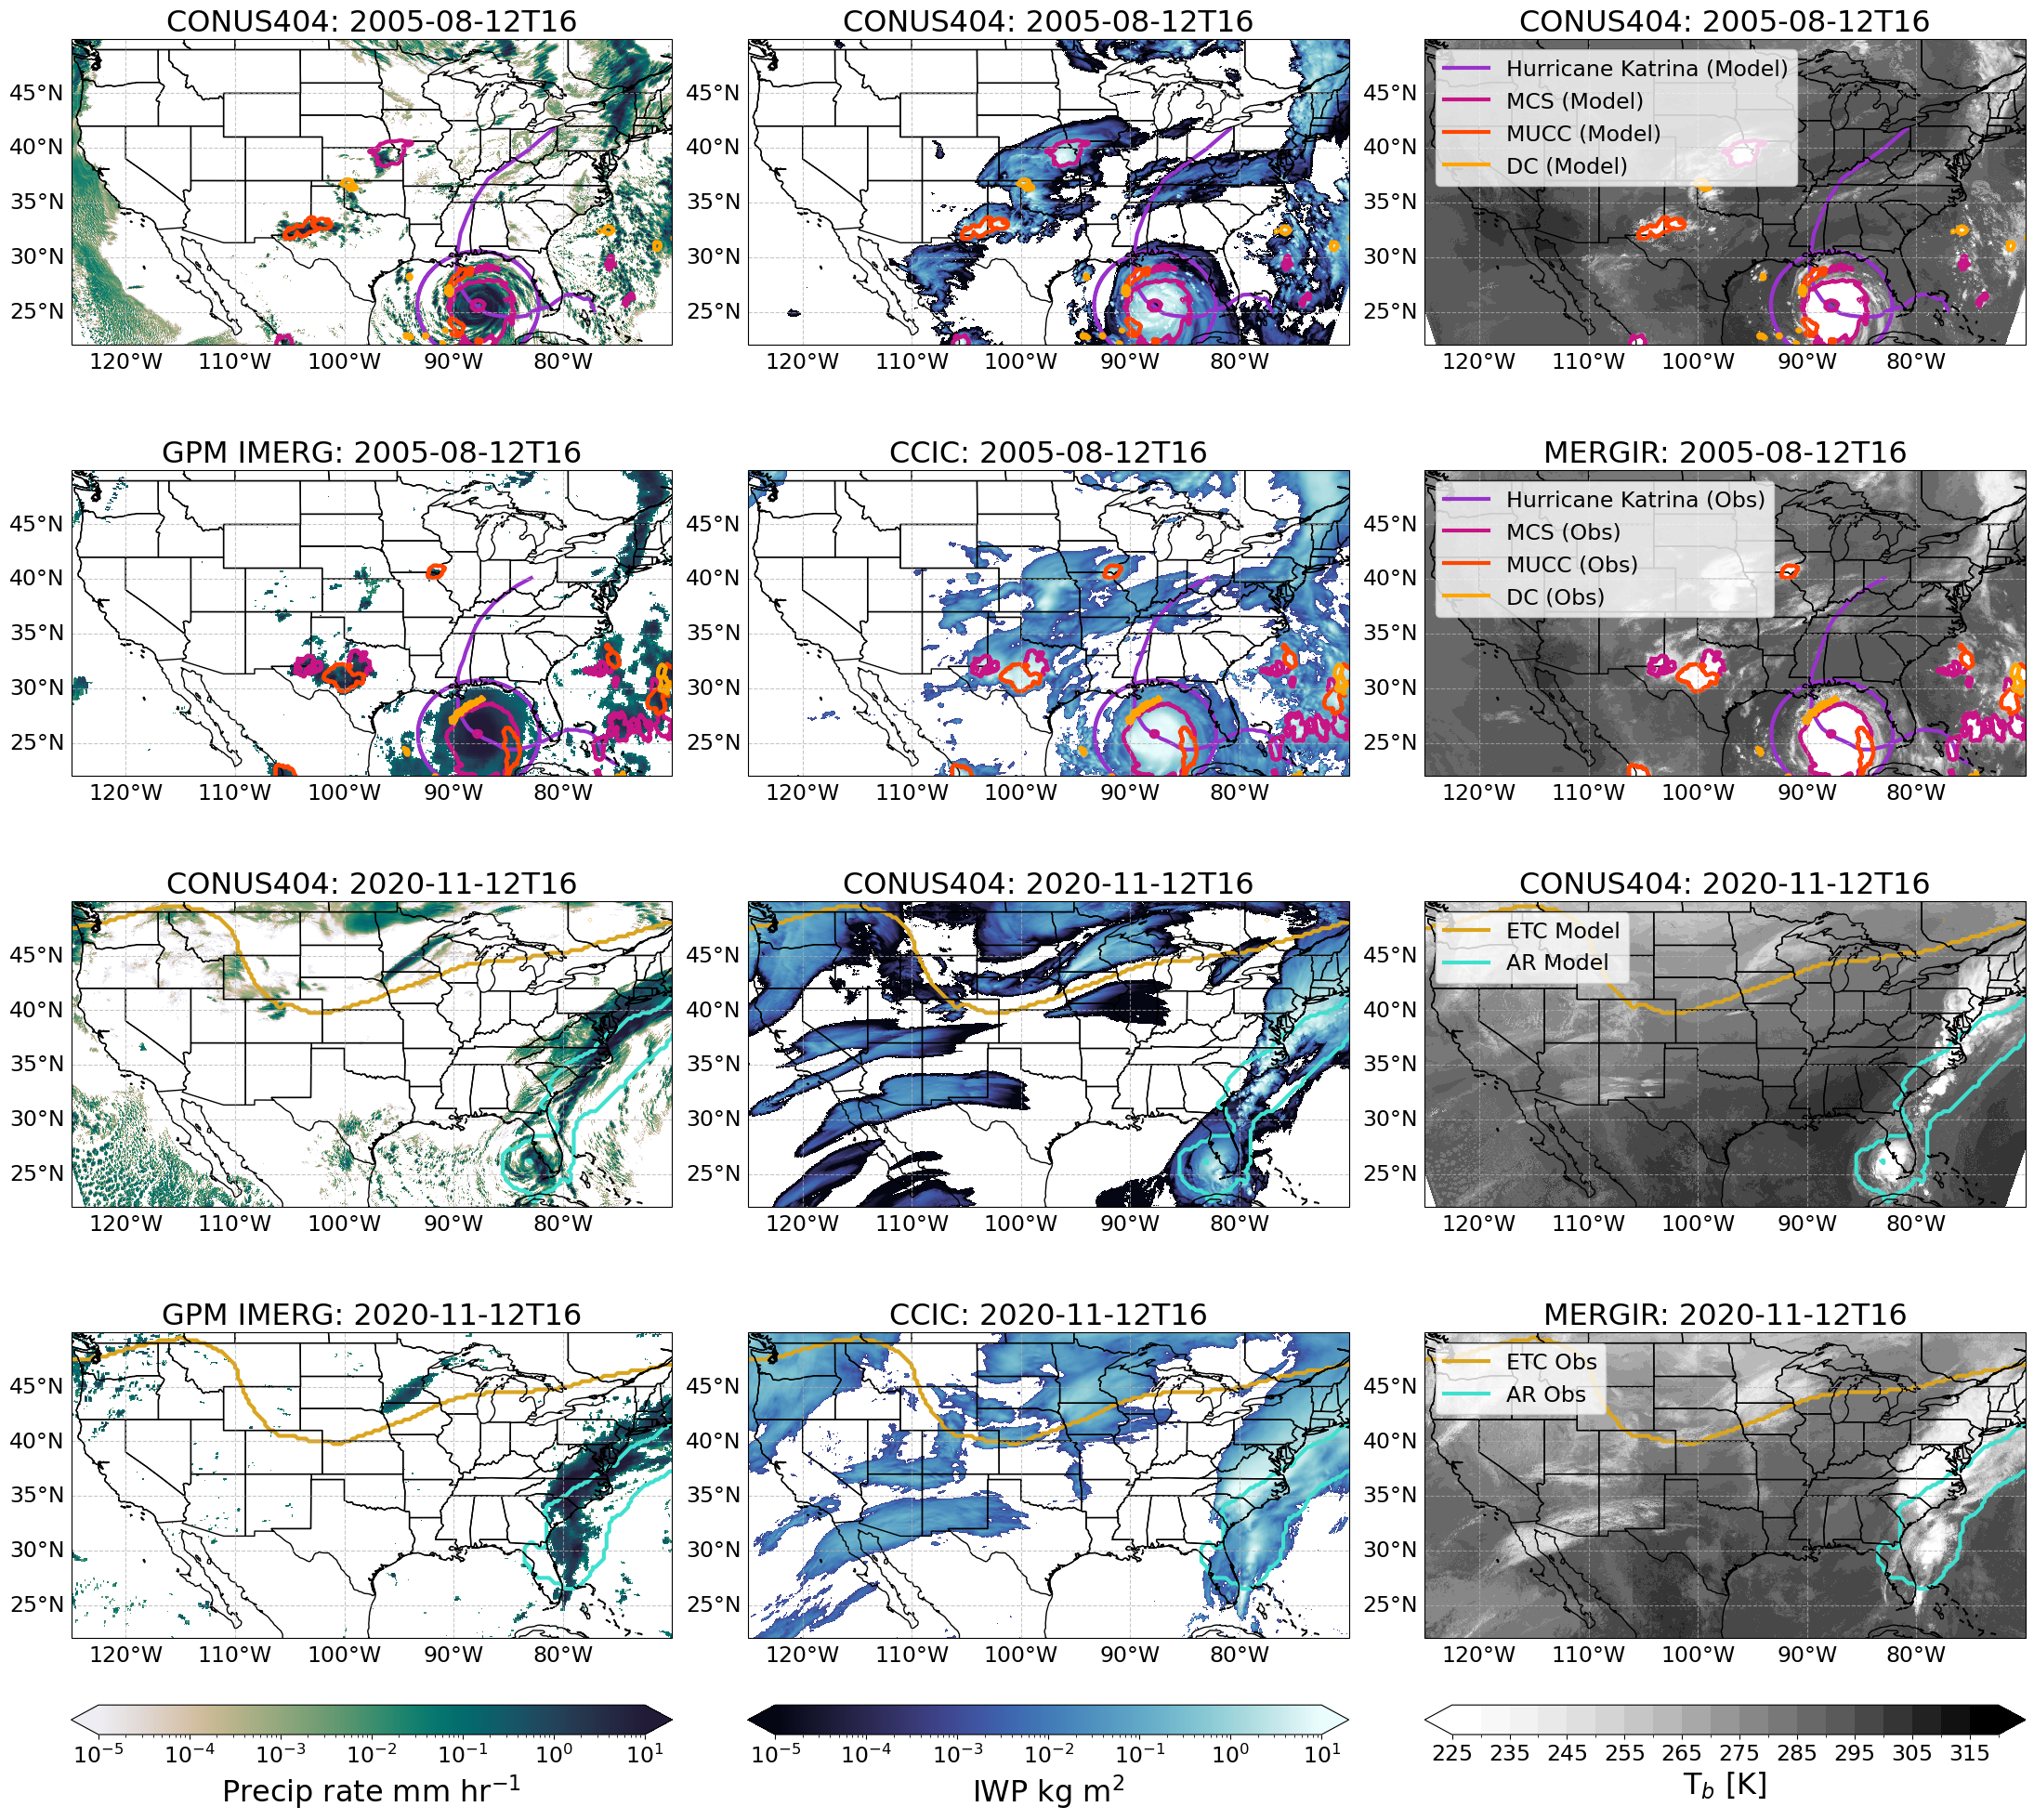 CONUS404: 2005-08-12T16 CONUS404: 2005-08-12T16 CONUS404: 2005-08-12T16
Hurricane Katrina (Model)
MCS (Model)
MUCC (Model)
DC (Model)
45°N 45°N 45°N
40°N 40°N 40°N
35°N 35°N 35°N
30°N 30°N 30°N
25°N 25°N 25°N
120°W 110°W 100°W 90°W 80°W 120°W 110°W 100°W 90°W 80°W 120°W 110°W 100°W 90°W 80°W
GPM IMERG: 2005-08-12T16 CCIC: 2005-08-12T16 MERGIR: 2005-08-12T16
Hurricane Katrina (Obs)
MCS (Obs)
MUCC (Obs)
DC (Obs)
45°N 45°N 45°N
40°N 40°N 40°N
35°N 35°N 35°N
30°N 30°N 30°N
25°N 25°N 25°N
120°W 110°W 100°W 90°W 80°W 120°W 110°W 100°W 90°W 80°W 120°W 110°W 100°W 90°W 80°W
CONUS404: 2020-11-12T16 CONUS404: 2020-11-12T16 CONUS404: 2020-11-12T16
ETC Model
AR Model
45°N 45°N 45°N
40°N 40°N 40°N
35°N 35°N 35°N
30°N 30°N 30°N
25°N 25°N 25°N
120°W 110°W 100°W 90°W 80°W 120°W 110°W 100°W 90°W 80°W 120°W 110°W 100°W 90°W 80°W
GPM IMERG: 2020-11-12T16 CCIC: 2020-11-12T16 MERGIR: 2020-11-12T16
ETC Obs
AR Obs
45°N 45°N 45°N
40°N 40°N 40°N
35°N 35°N 35°N
30°N 30°N 30°N
25°N 25°N 25°N
120°W 110°W 100°W 90°W 80°W 120°W 110°W 100°W 90°W 80°W 120°W 110°W 100°W 90°W 80°W
10⁻⁵ 10⁻⁴ 10⁻³ 10⁻² 10⁻¹ 10⁰ 10¹ 10⁻⁵ 10⁻⁴ 10⁻³ 10⁻² 10⁻¹ 10⁰ 10¹ 225 235 245 255 265 275 285 295 305 315
Precip rate mm hr⁻¹ IWP kg m² T_b [K]